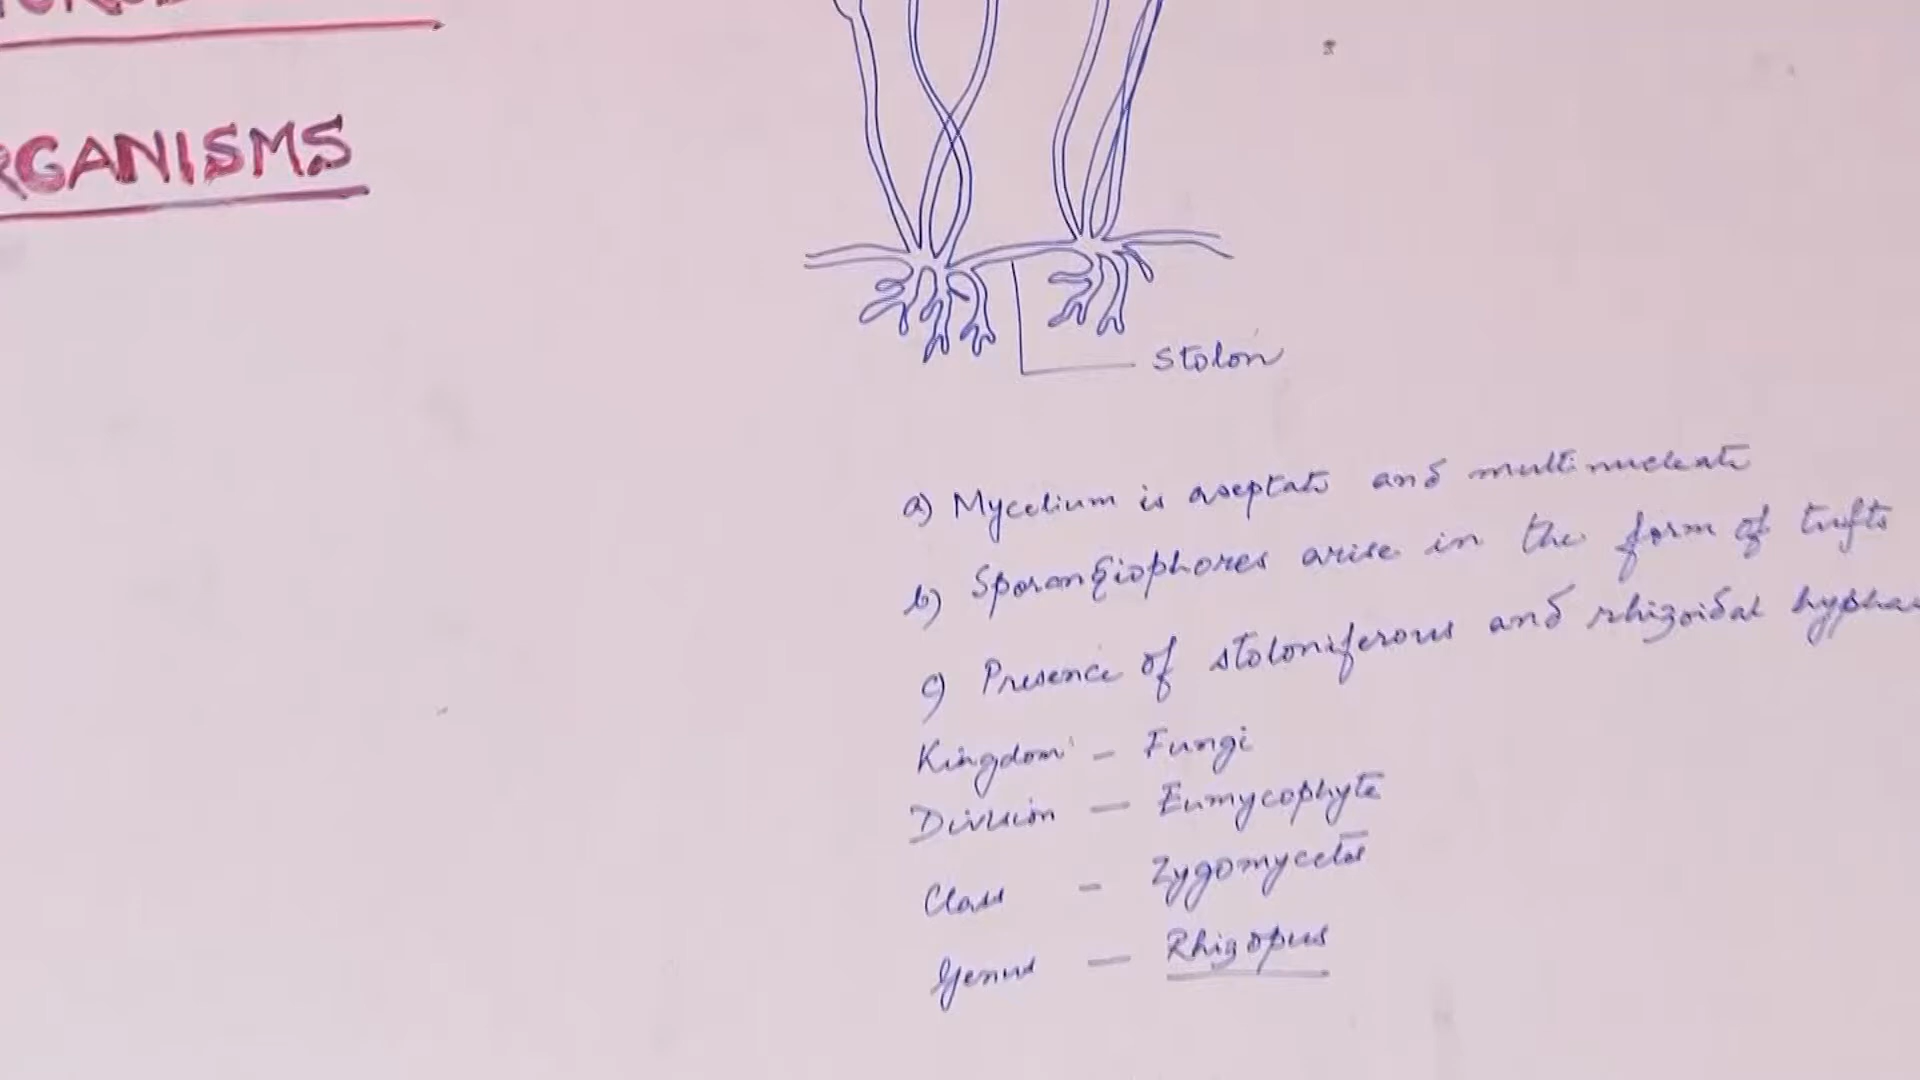 RGANISMS
Stolon
a) Mycelium is aseptate and multinucleate
b) Sporangiophores arise in the form of tufts
c) Presence of stoloniferous and rhizoidal hyphae
Kingdom - Fungi
Division - Eumycophyta
Class - Zygomycetes
Genus - Rhizopus